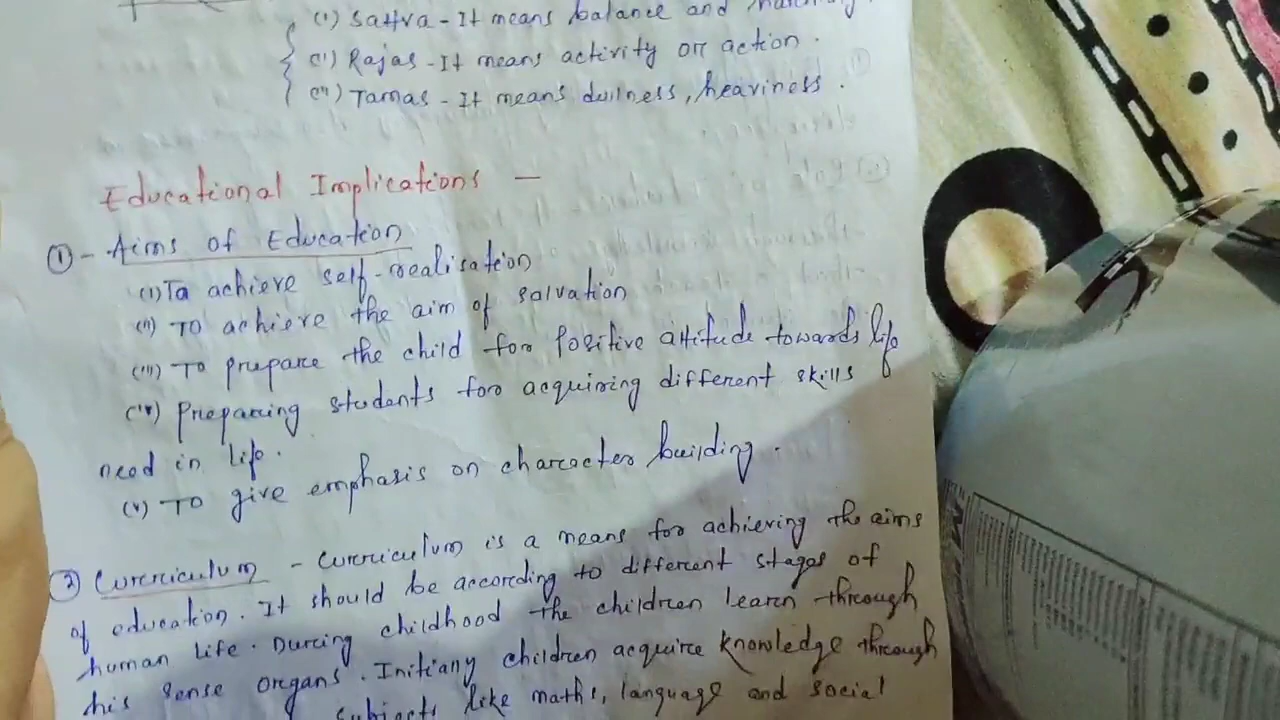 (i) Sattva - It means balance and
(ii) Rajas - It means activity or action.
(iii) Tamas - It means dullness, heaviness.
Educational Implications -
① - Aims of Education
(i) To achieve self-realisation
(ii) To achieve the aim of salvation
(iii) To prepare the child for positive attitude towards life
(iv) Preparing students for acquiring different skills
need in life.
(v) To give emphasis on character building.
② Curriculum - Curriculum is a means for achieving the aims
of education. It should be according to different stages of
human life. During childhood the children learn through
his sense organs. Initially children acquire knowledge through
subjects like maths, language and social